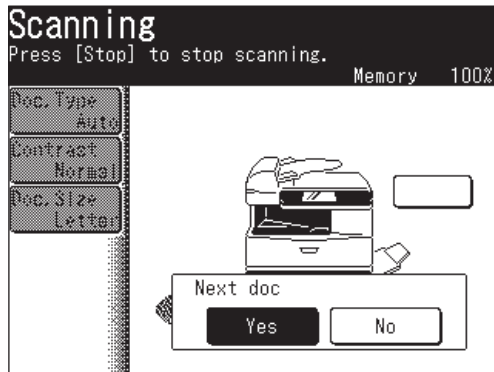 Scanning
Press [Stop] to stop scanning.
Memory 100%
Doc.Type
Auto
Contrast
Normal
Doc.Size
Letter
Next doc
Yes No